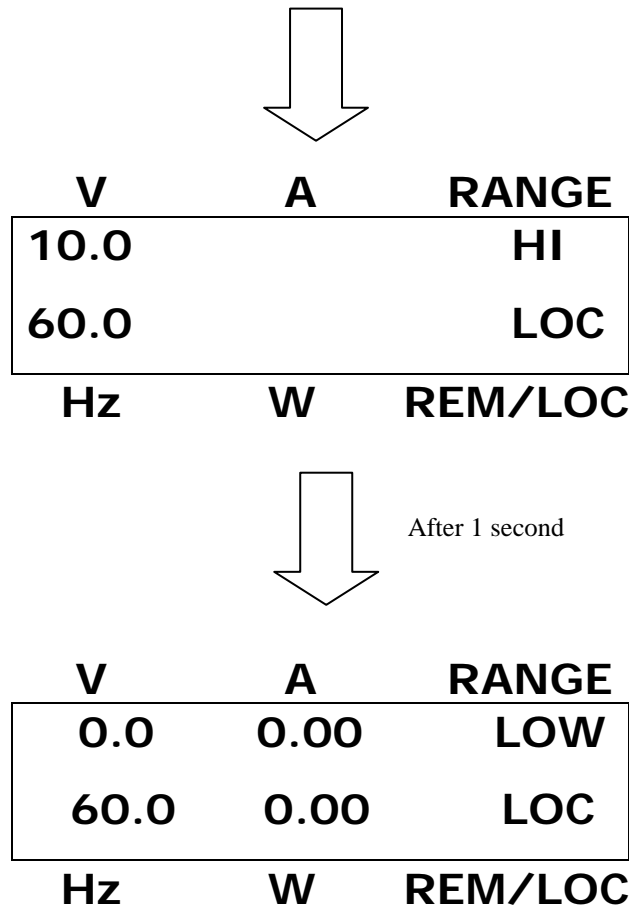 V A RANGE
10.0 HI
60.0 LOC
Hz W REM/LOC
After 1 second
V A RANGE
0.0 0.00 LOW
60.0 0.00 LOC
Hz W REM/LOC